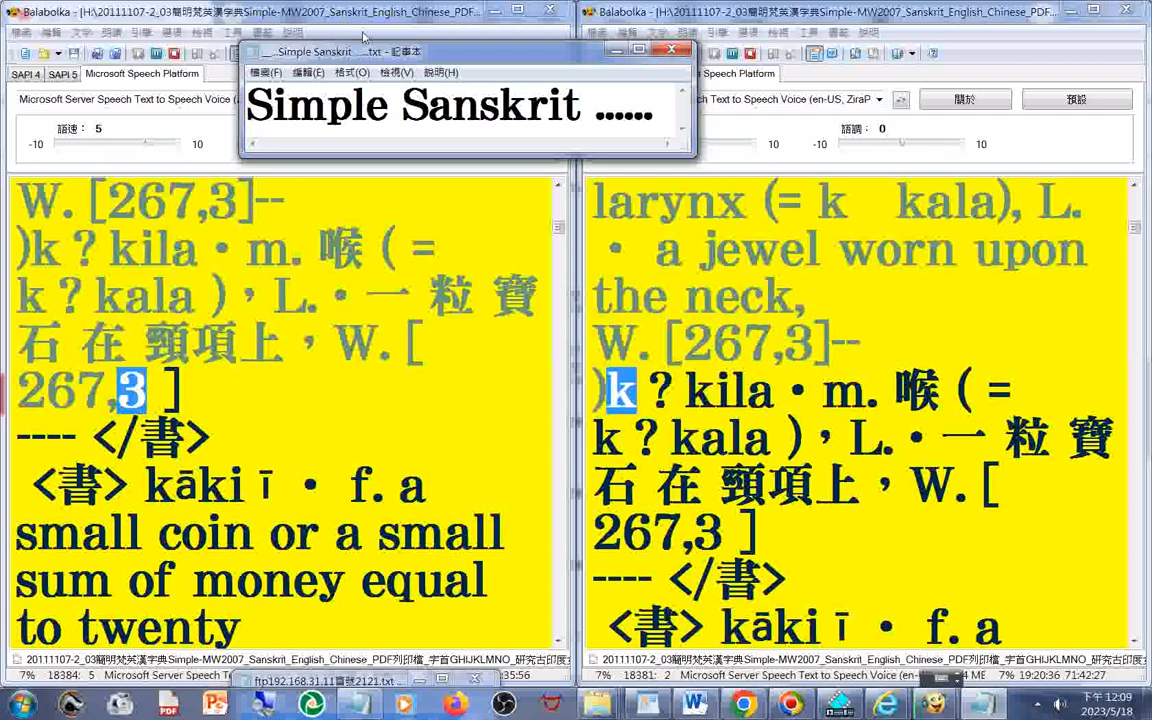 Balabolka - [H:\20111107-2_03簡明梵英漢字典Simple-MW2007_Sanskrit_English_Chinese_PDF...
Balabolka - [H:\20111107-2_03簡明梵英漢字典Simple-MW2007_Sanskrit_English_Chinese_PDF...
SAPI 4 SAPI 5 Microsoft Speech Platform
Speech Platform
Microsoft Server Speech Text to Speech Voice
Text to Speech Voice (en-US, ZiraP
關於
預設
語速： 5
-10 10
10
語調： 0
-10 10
__...Simple Sanskrit ......txt - 記事本
檔案(F) 編輯(E) 格式(O) 檢視(V) 說明(H)
Simple Sanskrit ......
W. [267,3]--
)k ? kila • m. 喉 ( =
k ? kala )，L.• 一 粒 寶
石 在 頸項上，W. [
267,3 ]
---- </書>
<書> kāki ī • f. a
small coin or a small
sum of money equal
to twenty
larynx (= k kala), L.
• a jewel worn upon
the neck,
W. [267,3]--
)k ? kila • m. 喉 ( =
k ? kala )，L.• 一 粒 寶
石 在 頸項上，W. [
267,3 ]
---- </書>
<書> kāki ī • f. a
20111107-2_03簡明梵英漢字典Simple-MW2007_Sanskrit_English_Chinese_PDF列印檔_字首GHIJKLMNO_研究古印度
20111107-2_03簡明梵英漢字典Simple-MW2007_Sanskrit_English_Chinese_PDF列印檔_字首GHIJKLMNO_研究古印度
7% 18384: 5 Microsoft Speech
:35:56
7% 18381: 2 Microsoft Server Speech Text to Speech Voice (en-
19:20:36 71:42:27
下午 12:09
2023/5/18